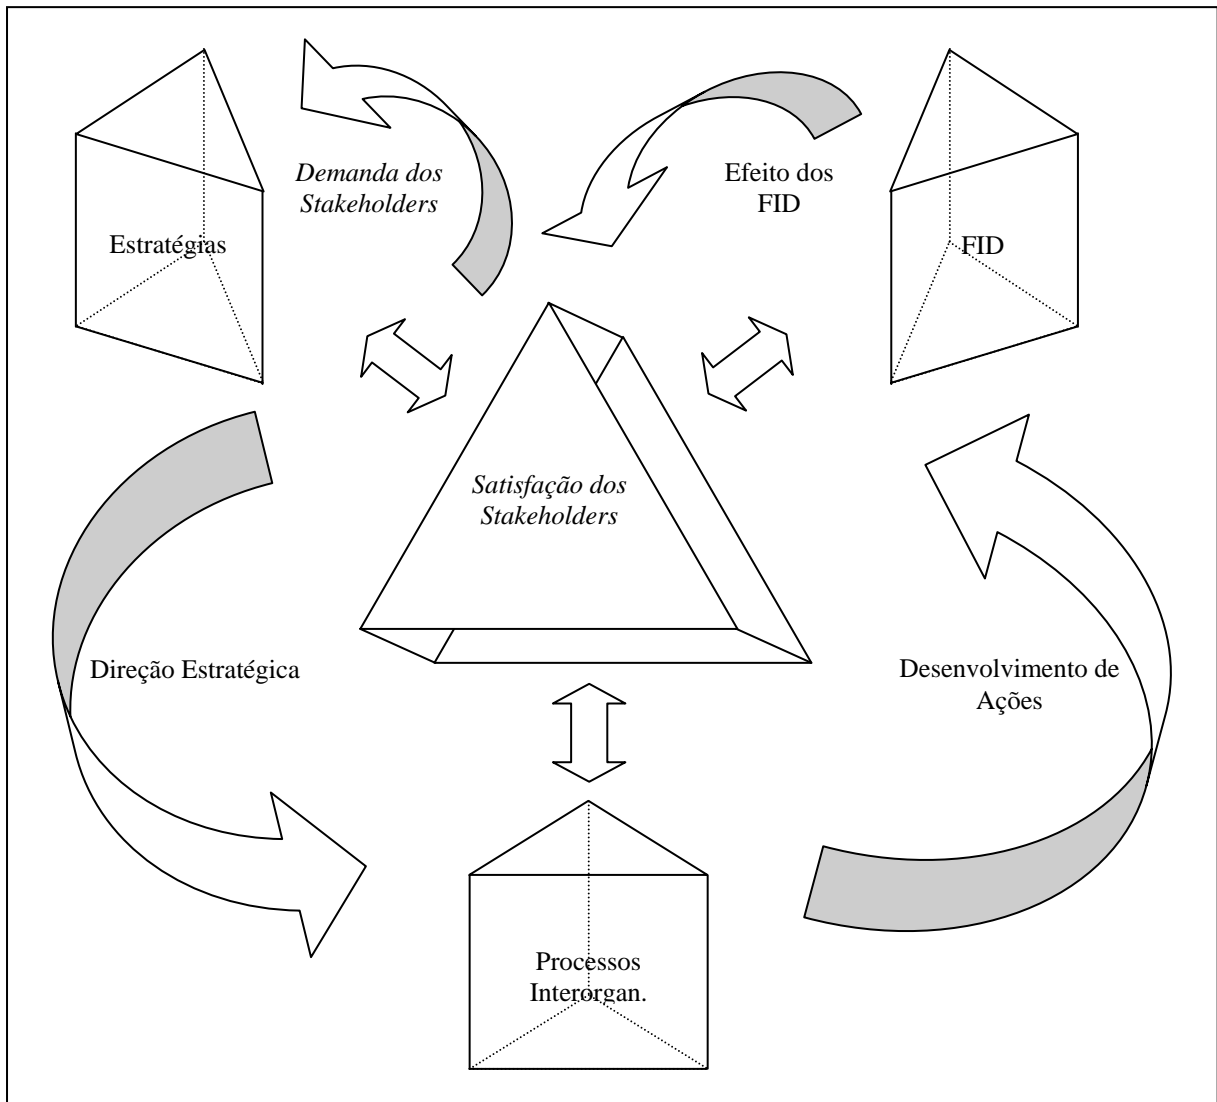 Demanda dos
Stakeholders
Efeito dos
FID
Estratégias
FID
Satisfação dos
Stakeholders
Direção Estratégica
Desenvolvimento de
Ações
Processos
Interorgan.